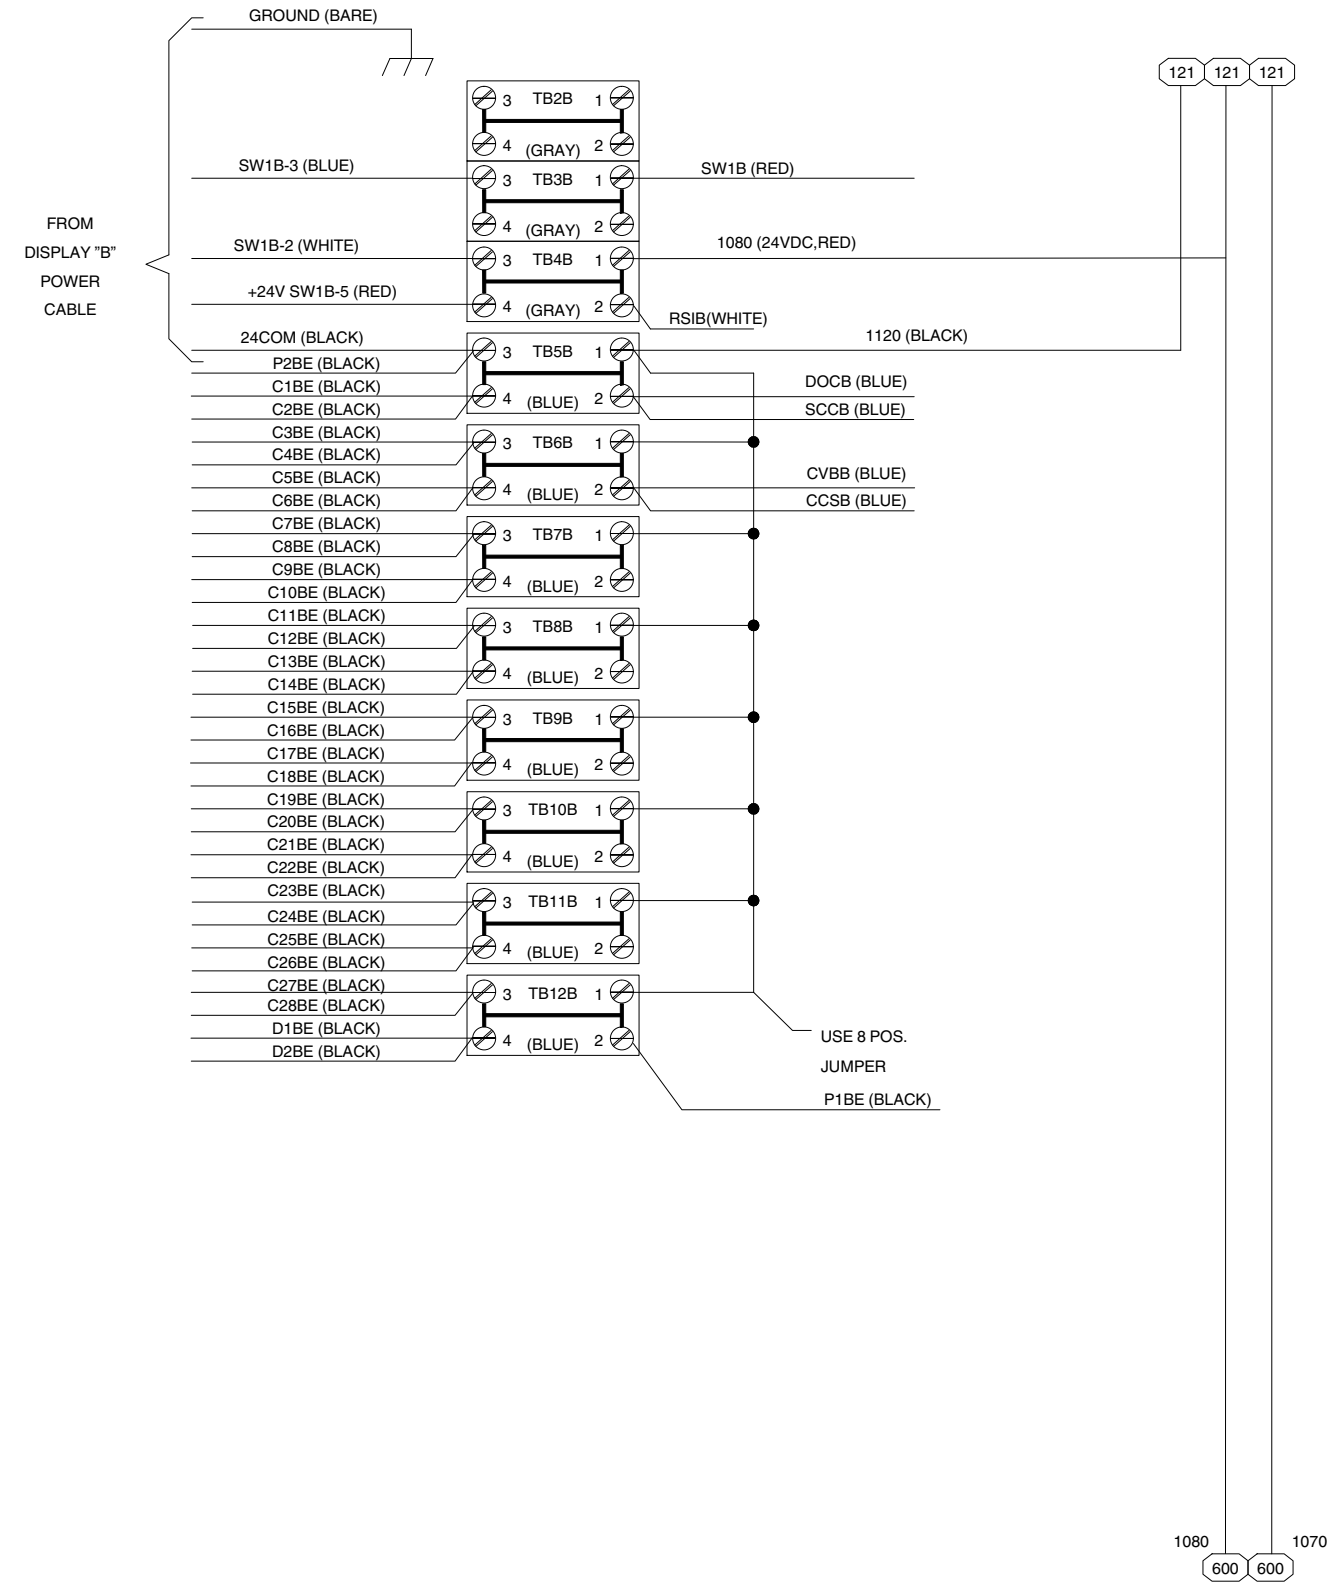 GROUND (BARE)
121 121 121
3 TB2B 1
4 (GRAY) 2
SW1B-3 (BLUE)
3 TB3B 1
SW1B (RED)
4 (GRAY) 2
FROM
DISPLAY ”B”
POWER
CABLE
SW1B-2 (WHITE)
3 TB4B 1
1080 (24VDC,RED)
+24V SW1B-5 (RED)
4 (GRAY) 2
RSIB(WHITE)
24COM (BLACK)
3 TB5B 1
1120 (BLACK)
P2BE (BLACK)
C1BE (BLACK)
DOCB (BLUE)
4 (BLUE) 2
C2BE (BLACK)
SCCB (BLUE)
C3BE (BLACK)
3 TB6B 1
C4BE (BLACK)
C5BE (BLACK)
CVBB (BLUE)
4 (BLUE) 2
C6BE (BLACK)
CCSB (BLUE)
C7BE (BLACK)
3 TB7B 1
C8BE (BLACK)
C9BE (BLACK)
4 (BLUE) 2
C10BE (BLACK)
C11BE (BLACK)
3 TB8B 1
C12BE (BLACK)
C13BE (BLACK)
4 (BLUE) 2
C14BE (BLACK)
C15BE (BLACK)
3 TB9B 1
C16BE (BLACK)
C17BE (BLACK)
4 (BLUE) 2
C18BE (BLACK)
C19BE (BLACK)
3 TB10B 1
C20BE (BLACK)
C21BE (BLACK)
4 (BLUE) 2
C22BE (BLACK)
C23BE (BLACK)
3 TB11B 1
C24BE (BLACK)
C25BE (BLACK)
4 (BLUE) 2
C26BE (BLACK)
C27BE (BLACK)
3 TB12B 1
C28BE (BLACK)
D1BE (BLACK)
4 (BLUE) 2
D2BE (BLACK)
USE 8 POS.
JUMPER
P1BE (BLACK)
1080 1070
600 600